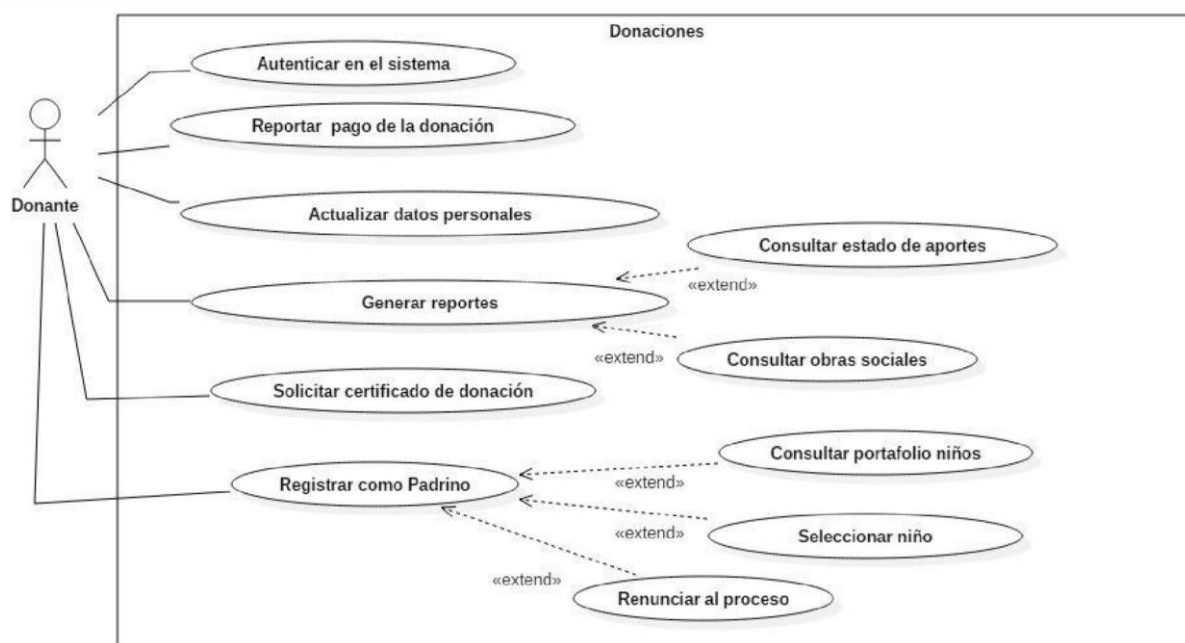 Donaciones
Autenticar en el sistema
Reportar pago de la donación
Donante
Actualizar datos personales
Consultar estado de aportes
«extend»
Generar reportes
«extend»
Consultar obras sociales
Solicitar certificado de donación
Consultar portafolio niños
Registrar como Padrino
«extend»
«extend»
Seleccionar niño
«extend»
Renunciar al proceso